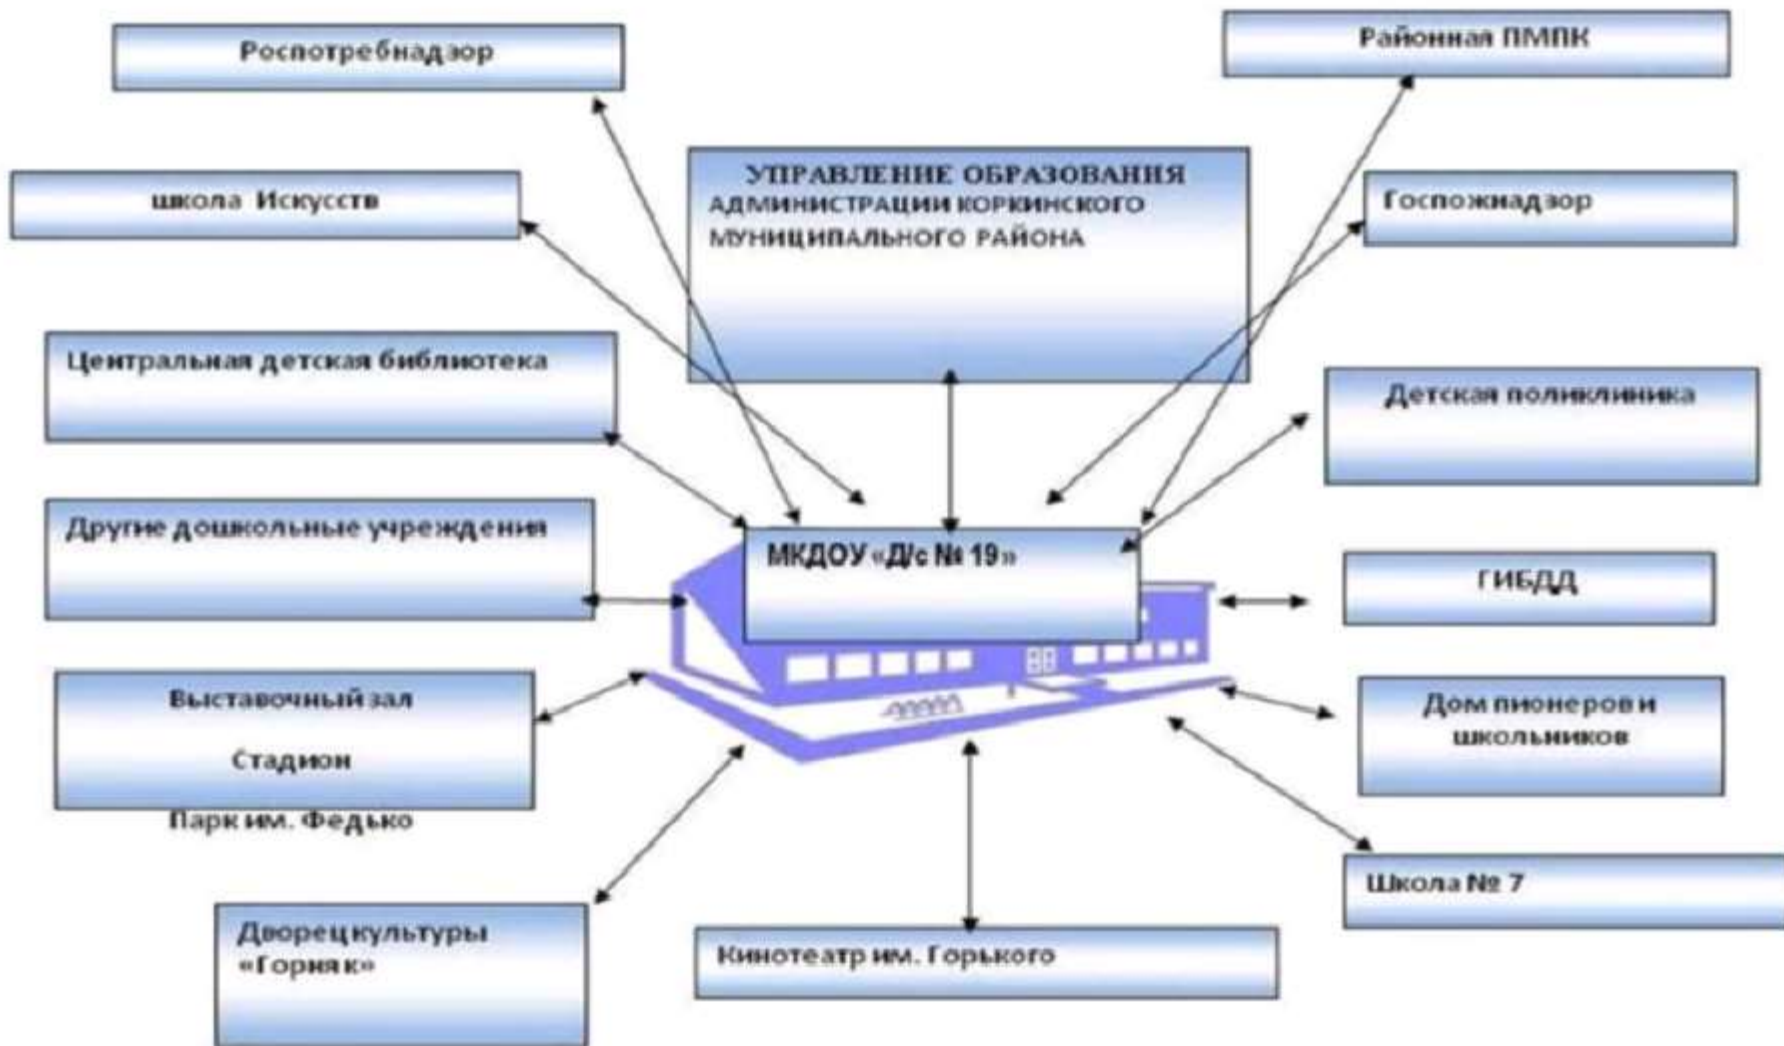 Роспотребнадзор
Районная ПМПК
УПРАВЛЕНИЕ ОБРАЗОВАНИЯ
АДМИНИСТРАЦИИ КОРКИНСКОГО
МУНИЦИПАЛЬНОГО РАЙОНА
школа Искусств
Госпожнадзор
Центральная детская библиотека
Детская поликлиника
Другие дошкольные учреждения
МКДОУ «Д/с № 19»
ГИБДД
Выставочный зал
Стадион
Парк им. Федько
Дом пионеров и
школьников
Школа № 7
Дворец культуры
«Горняк»
Кинотеатр им. Горького